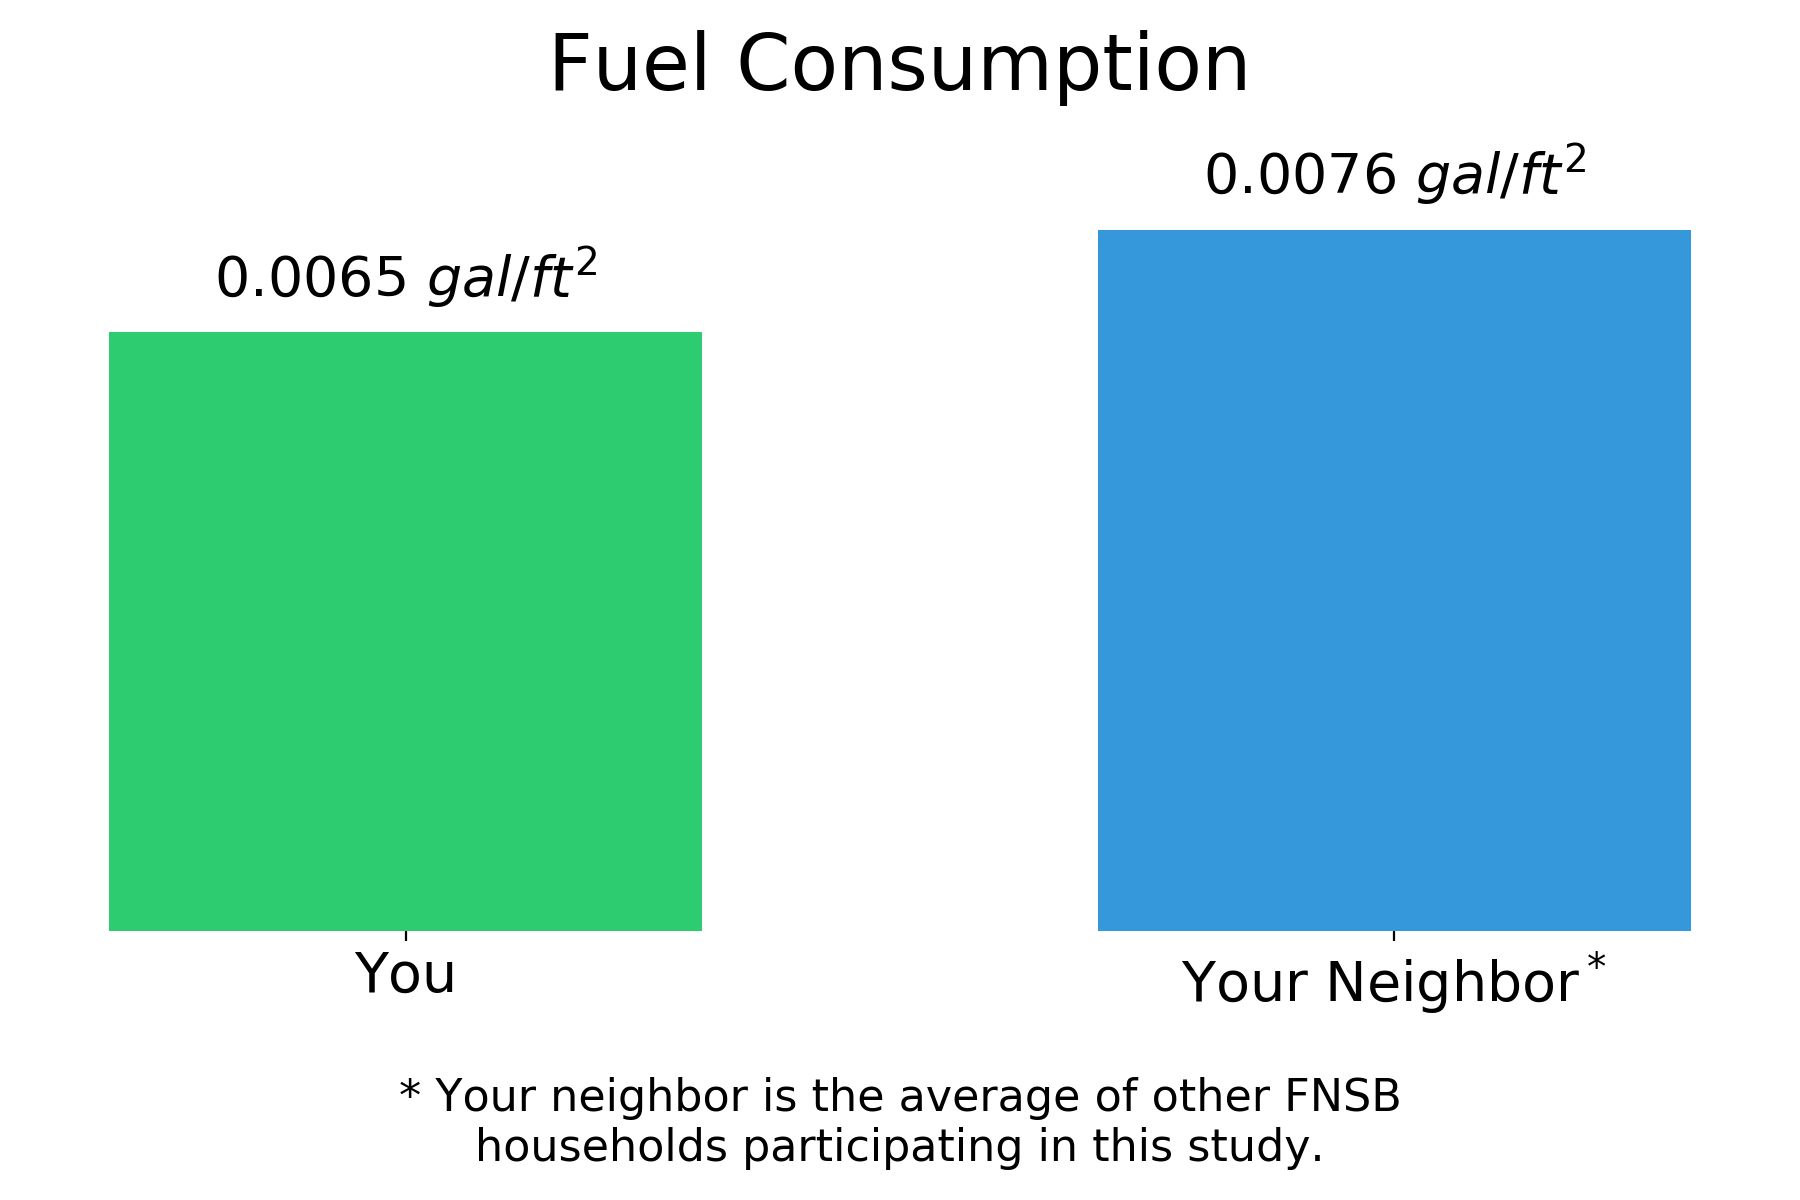 Fuel Consumption
0.0076 gal/ft²
0.0065 gal/ft²
You
Your Neighbor*
* Your neighbor is the average of other FNSB
households participating in this study.